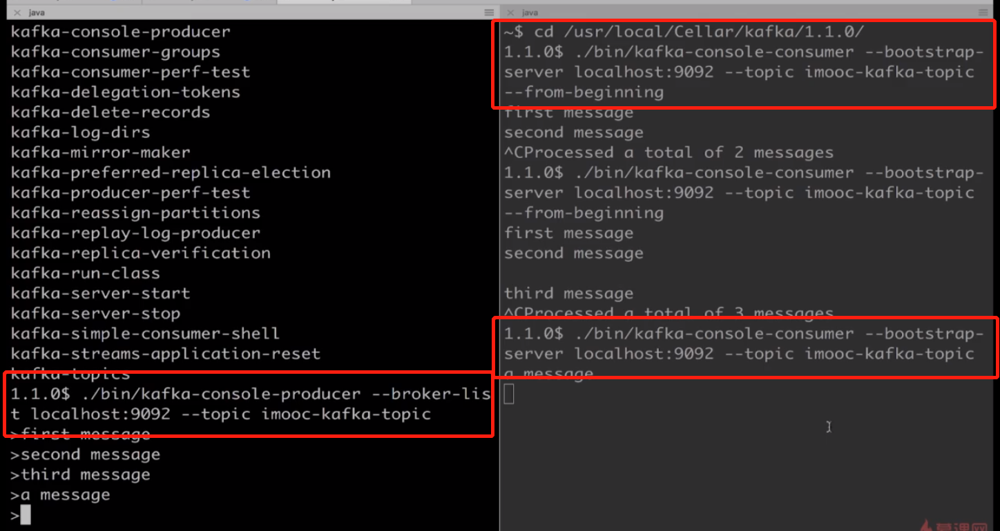 java
kafka-console-producer
kafka-consumer-groups
kafka-consumer-perf-test
kafka-delegation-tokens
kafka-delete-records
kafka-log-dirs
kafka-mirror-maker
kafka-preferred-replica-election
kafka-producer-perf-test
kafka-reassign-partitions
kafka-replay-log-producer
kafka-replica-verification
kafka-run-class
kafka-server-start
kafka-server-stop
kafka-simple-consumer-shell
kafka-streams-application-reset
kafka-topics
1.1.0$ ./bin/kafka-console-producer --broker-lis
t localhost:9092 --topic imooc-kafka-topic
>first message
>second message
>third message
>a message
>
java
~$ cd /usr/local/Cellar/kafka/1.1.0/
1.1.0$ ./bin/kafka-console-consumer --bootstrap-
server localhost:9092 --topic imooc-kafka-topic
--from-beginning
first message
second message
^CProcessed a total of 2 messages
1.1.0$ ./bin/kafka-console-consumer --bootstrap-
server localhost:9092 --topic imooc-kafka-topic
--from-beginning
first message
second message
third message
^CProcessed a total of 3 messages
1.1.0$ ./bin/kafka-console-consumer --bootstrap-
server localhost:9092 --topic imooc-kafka-topic
a message
慕课网